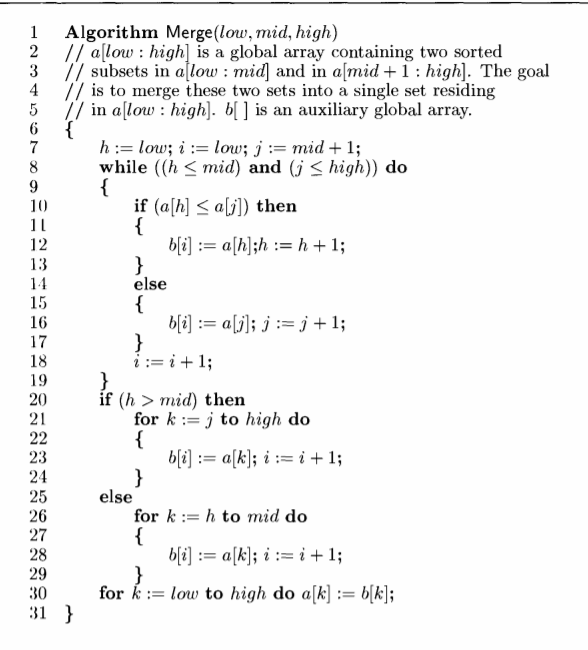 1 Algorithm Merge(low, mid, high)
2 // a[low : high] is a global array containing two sorted
3 // subsets in a[low : mid] and in a[mid + 1 : high]. The goal
4 // is to merge these two sets into a single set residing
5 // in a[low : high]. b[ ] is an auxiliary global array.
6 {
7 h := low; i := low; j := mid + 1;
8 while ((h ≤ mid) and (j ≤ high)) do
9 {
10 if (a[h] ≤ a[j]) then
11 {
12 b[i] := a[h];h := h + 1;
13 }
14 else
15 {
16 b[i] := a[j]; j := j + 1;
17 }
18 i := i + 1;
19 }
20 if (h > mid) then
21 for k := j to high do
22 {
23 b[i] := a[k]; i := i + 1;
24 }
25 else
26 for k := h to mid do
27 {
28 b[i] := a[k]; i := i + 1;
29 }
30 for k := low to high do a[k] := b[k];
31 }